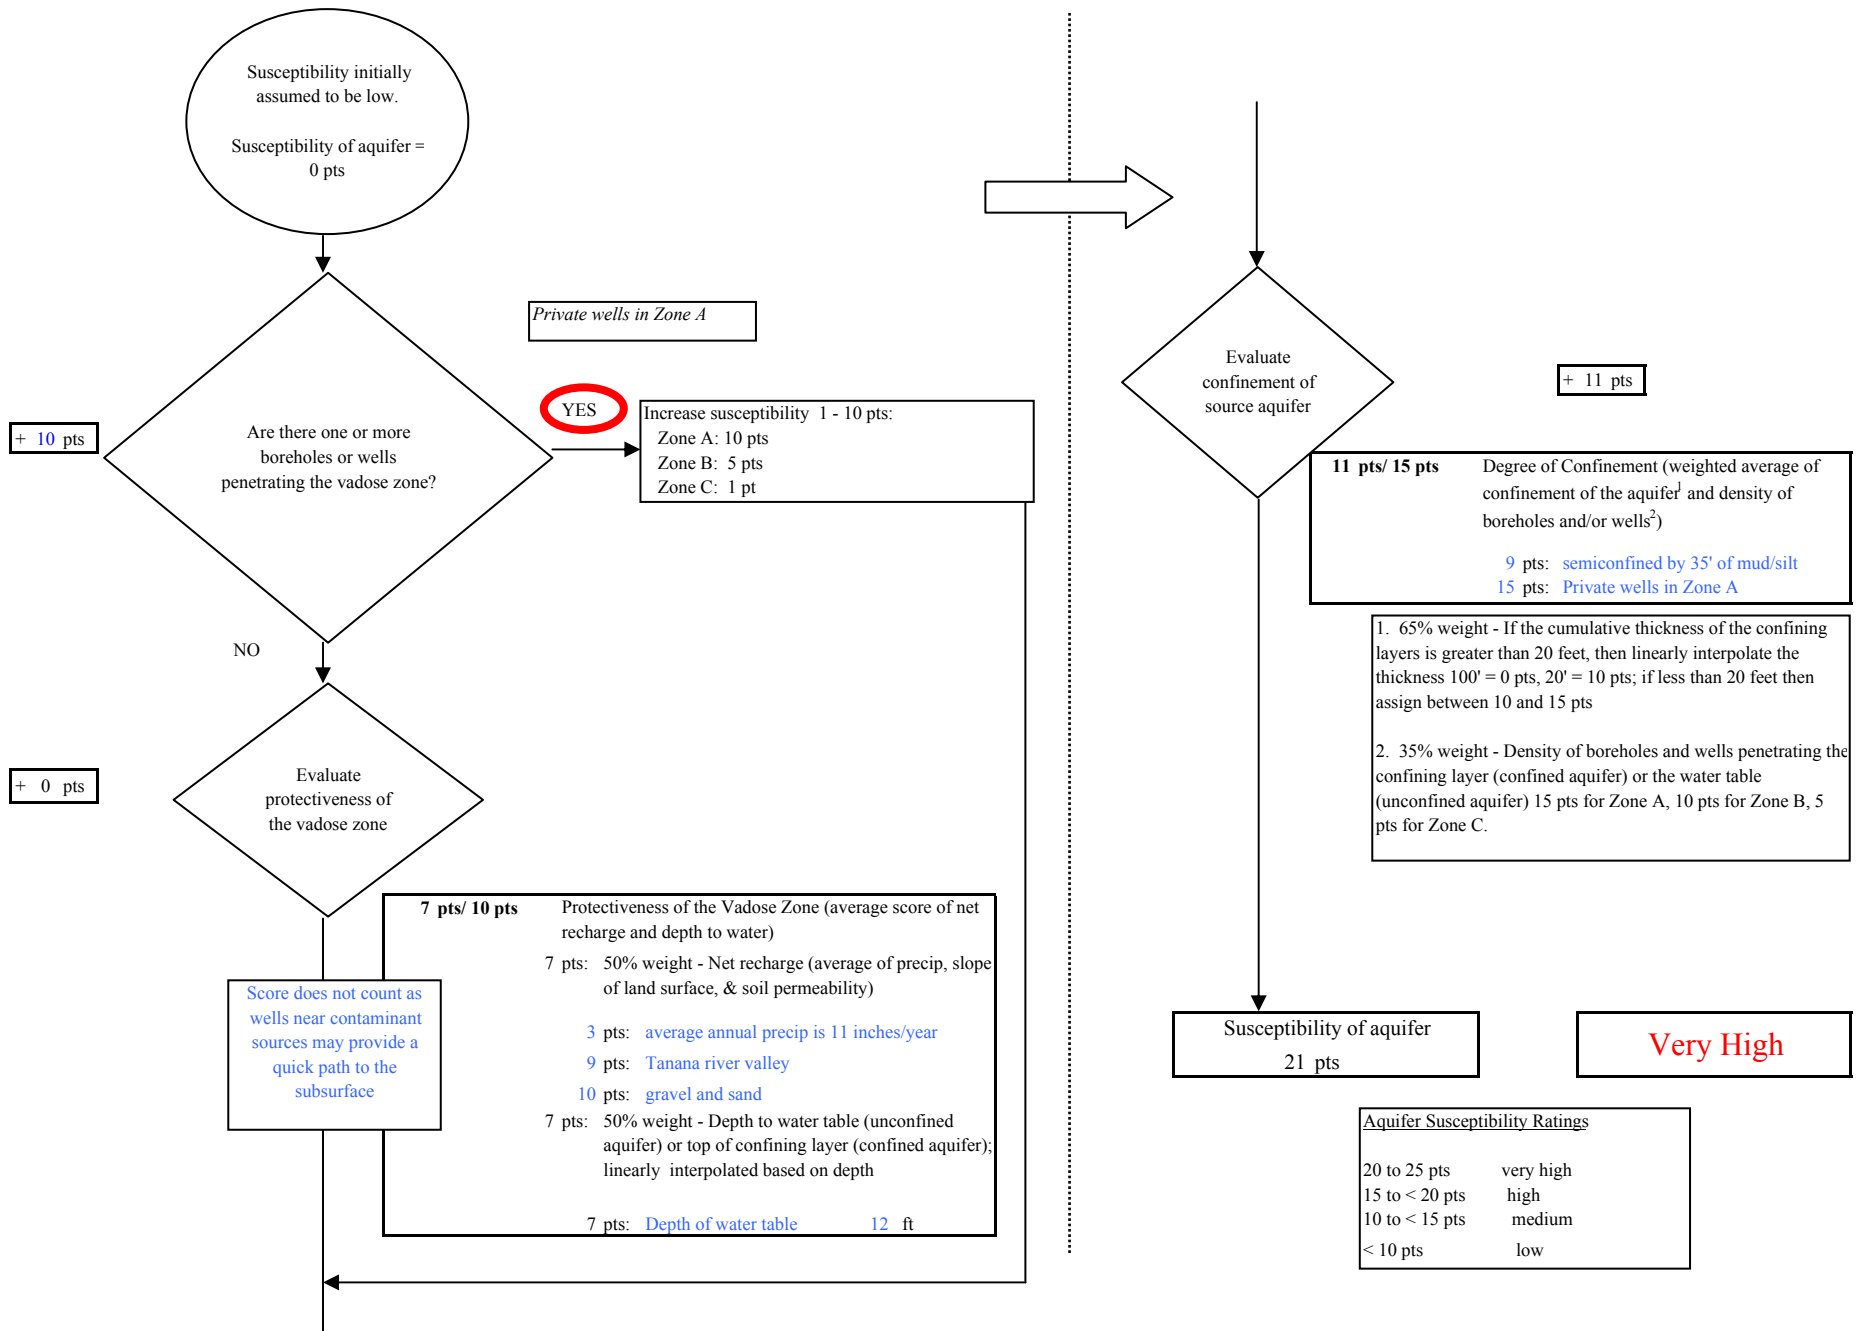 Susceptibility initially
assumed to be low.
Susceptibility of aquifer =
0 pts
Private wells in Zone A
YES
+ 10 pts
Are there one or more
boreholes or wells
penetrating the vadose zone?
Increase susceptibility 1 - 10 pts:
Zone A: 10 pts
Zone B: 5 pts
Zone C: 1 pt
NO
+ 0 pts
Evaluate
protectiveness of
the vadose zone
7 pts/ 10 pts
Protectiveness of the Vadose Zone (average score of net
recharge and depth to water)
7 pts: 50% weight - Net recharge (average of precip, slope
of land surface, & soil permeability)
3 pts: average annual precip is 11 inches/year
9 pts: Tanana river valley
10 pts: gravel and sand
7 pts: 50% weight - Depth to water table (unconfined
aquifer) or top of confining layer (confined aquifer);
linearly interpolated based on depth
7 pts: Depth of water table 12 ft
Score does not count as
wells near contaminant
sources may provide a
quick path to the
subsurface
Evaluate
confinement of
source aquifer
+ 11 pts
11 pts/ 15 pts
Degree of Confinement (weighted average of
confinement of the aquifer1 and density of
boreholes and/or wells2)
9 pts: semiconfined by 35' of mud/silt
15 pts: Private wells in Zone A
1. 65% weight - If the cumulative thickness of the confining
layers is greater than 20 feet, then linearly interpolate the
thickness 100' = 0 pts, 20' = 10 pts; if less than 20 feet then
assign between 10 and 15 pts
2. 35% weight - Density of boreholes and wells penetrating the
confining layer (confined aquifer) or the water table
(unconfined aquifer) 15 pts for Zone A, 10 pts for Zone B, 5
pts for Zone C.
Susceptibility of aquifer
21 pts
Very High
Aquifer Susceptibility Ratings
20 to 25 pts very high
15 to < 20 pts high
10 to < 15 pts medium
< 10 pts low